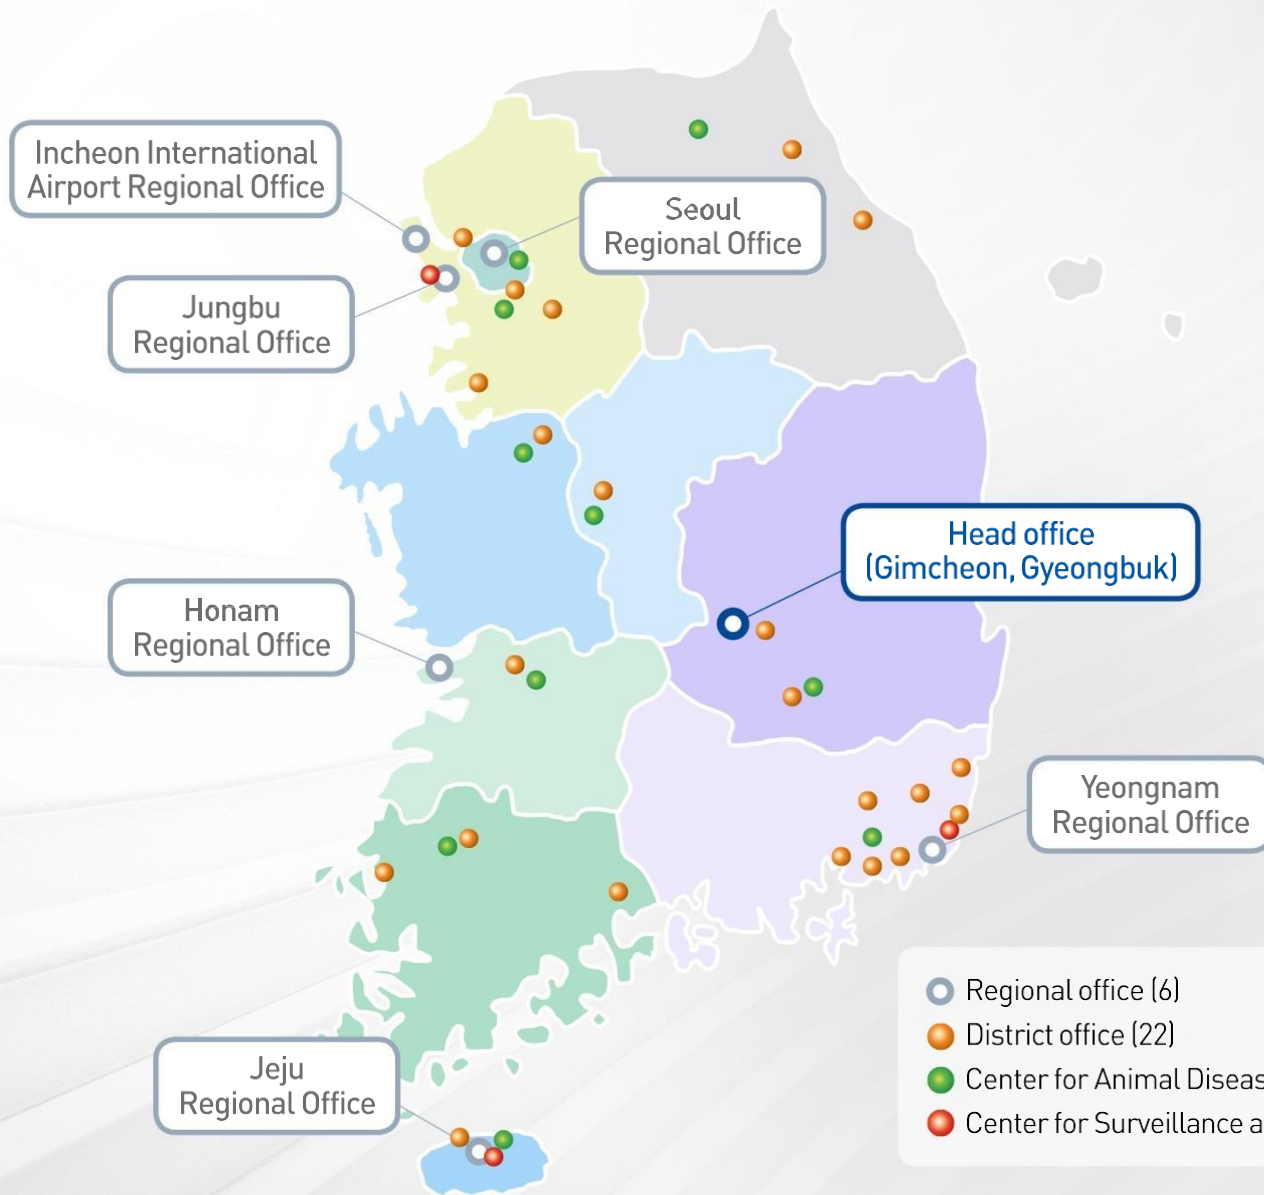 Incheon International
Airport Regional Office
Seoul
Regional Office
Jungbu
Regional Office
Head office
(Gimcheon, Gyeongbuk)
Honam
Regional Office
Yeongnam
Regional Office
Jeju
Regional Office
Regional office (6)
District office (22)
Center for Animal
Center for Surveillance